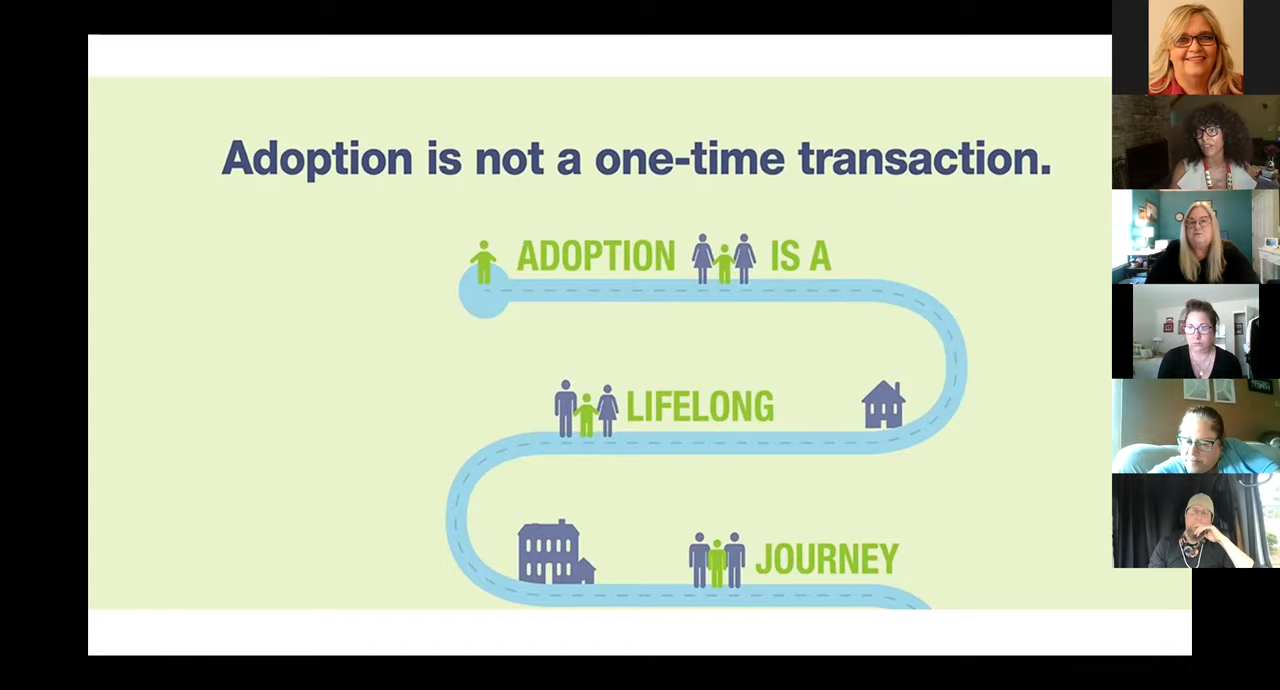 Adoption is not a one-time transaction.
ADOPTION IS A
LIFELONG
JOURNEY